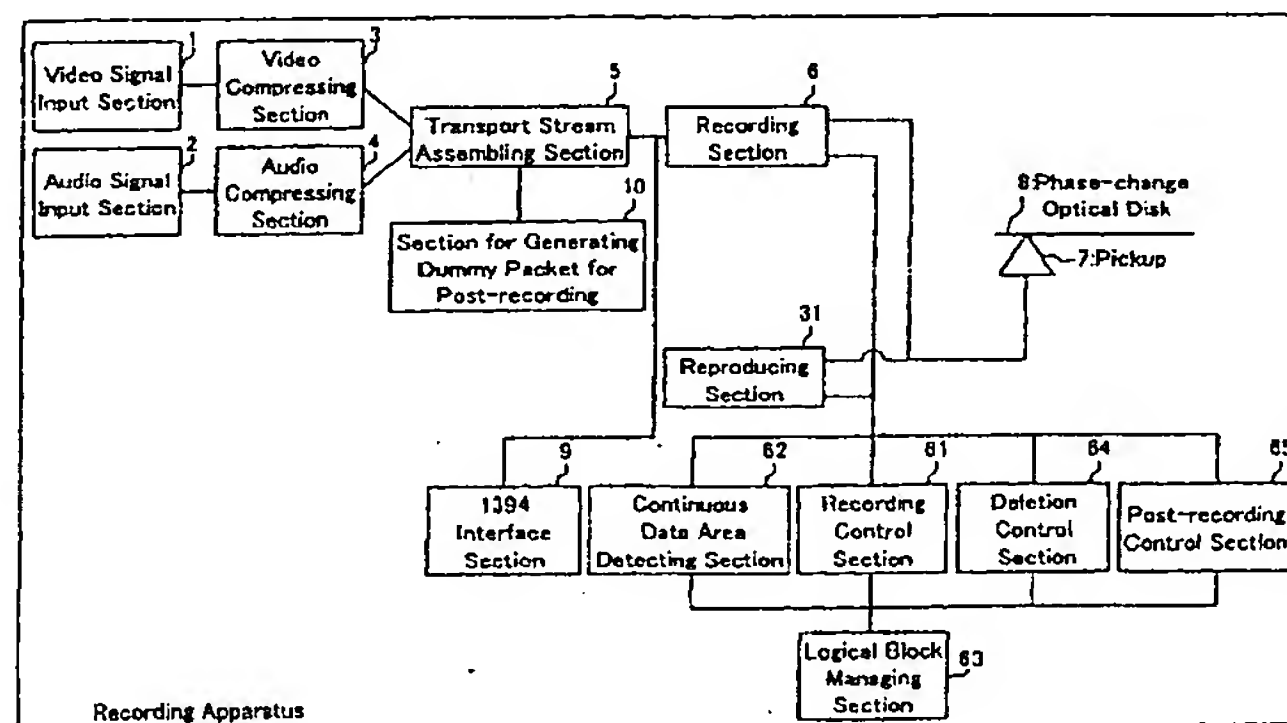 1
Video Signal
Input Section
3
Video
Compressing
Section
2
Audio Signal
Input Section
4
Audio
Compressing
Section
5
Transport Stream
Assembling Section
6
Recording
Section
10
Section for Generating
Dummy Packet for
Post-recording
8:Phase-change
Optical Disk
7:Pickup
31
Reproducing
Section
9
1394
Interface
Section
62
Continuous
Data Area
Detecting Section
61
Recording
Control
Section
64
Deletion
Control
Section
65
Post-recording
Control Section
Logical Block
Managing
Section
63
Recording Apparatus